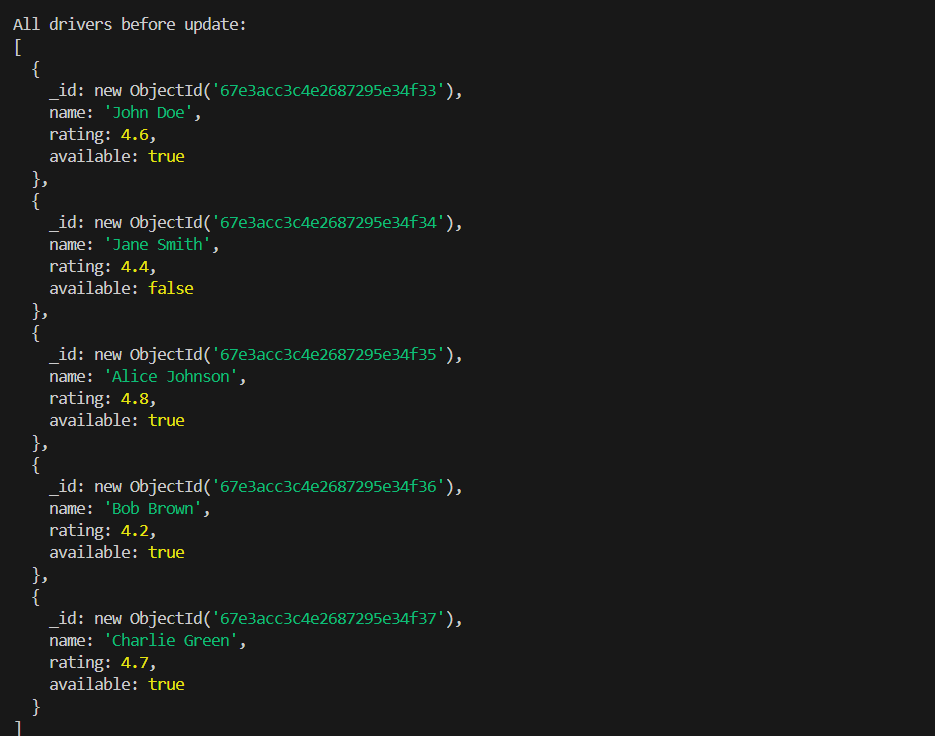 All drivers before update:
[
  {
    _id: new ObjectId('67e3acc3c4e2687295e34f33'),
    name: 'John Doe',
    rating: 4.6,
    available: true
  },
  {
    _id: new ObjectId('67e3acc3c4e2687295e34f34'),
    name: 'Jane Smith',
    rating: 4.4,
    available: false
  },
  {
    _id: new ObjectId('67e3acc3c4e2687295e34f35'),
    name: 'Alice Johnson',
    rating: 4.8,
    available: true
  },
  {
    _id: new ObjectId('67e3acc3c4e2687295e34f36'),
    name: 'Bob Brown',
    rating: 4.2,
    available: true
  },
  {
    _id: new ObjectId('67e3acc3c4e2687295e34f37'),
    name: 'Charlie Green',
    rating: 4.7,
    available: true
  }
]